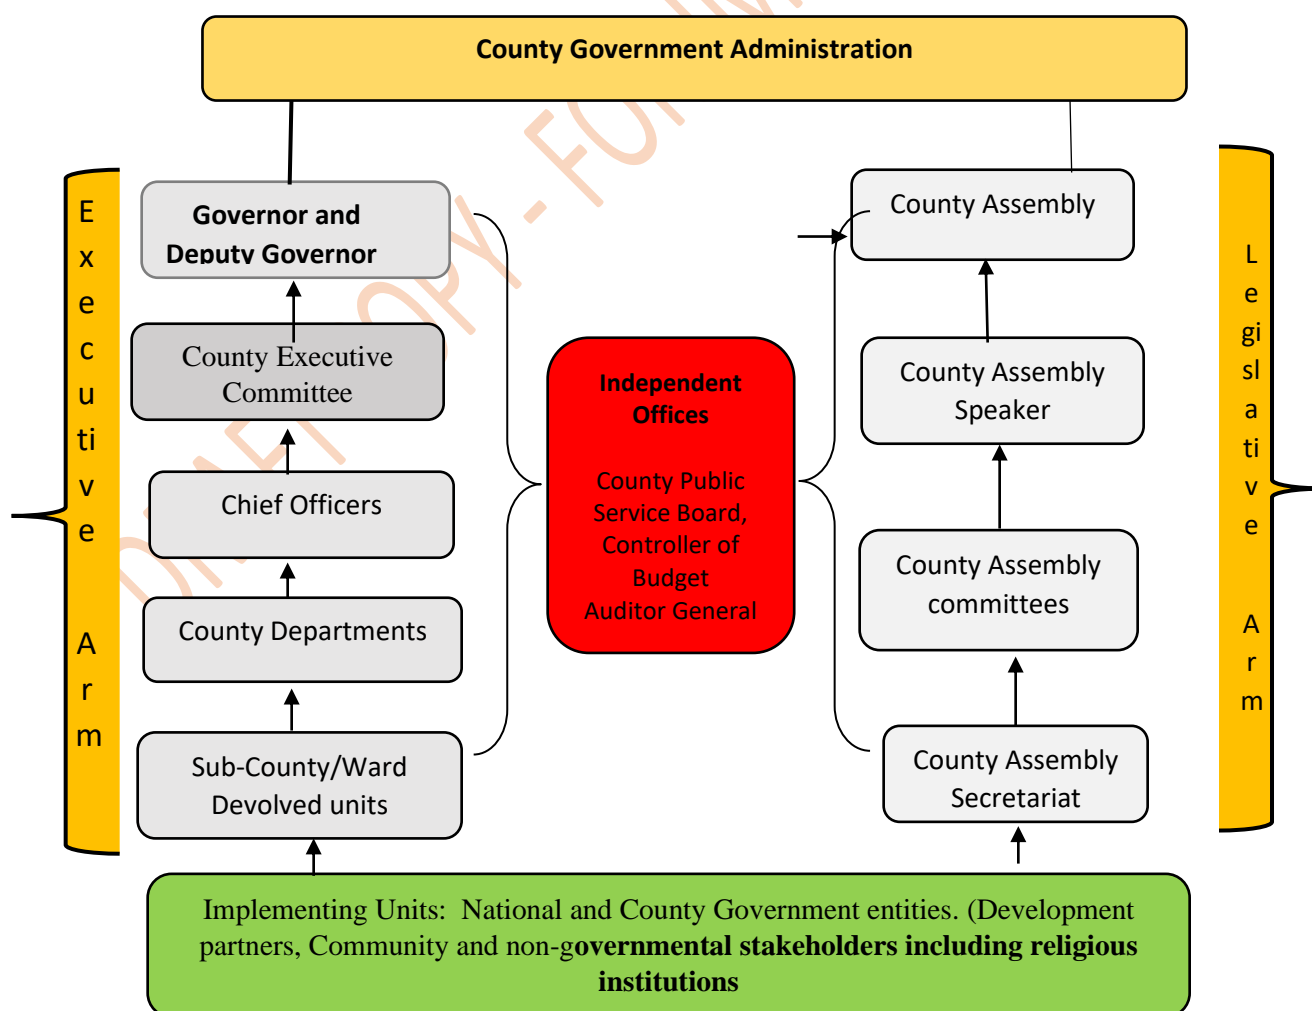 County Government Administration
E
x
e
c
u
ti
v
e
A
r
m
Governor and
Deputy Governor
County Executive
Committee
Chief Officers
County Departments
Sub-County/Ward
Devolved units
Independent
Offices
County Public
Service Board,
Controller of
Budget
Auditor General
County Assembly
County Assembly
Speaker
County Assembly
committees
County Assembly
Secretariat
L
e
gi
sl
a
ti
v
e
A
r
m
Implementing Units: National and County Government entities. (Development
partners, Community and non-governmental stakeholders including religious
institutions
DRAFT COPY - FO